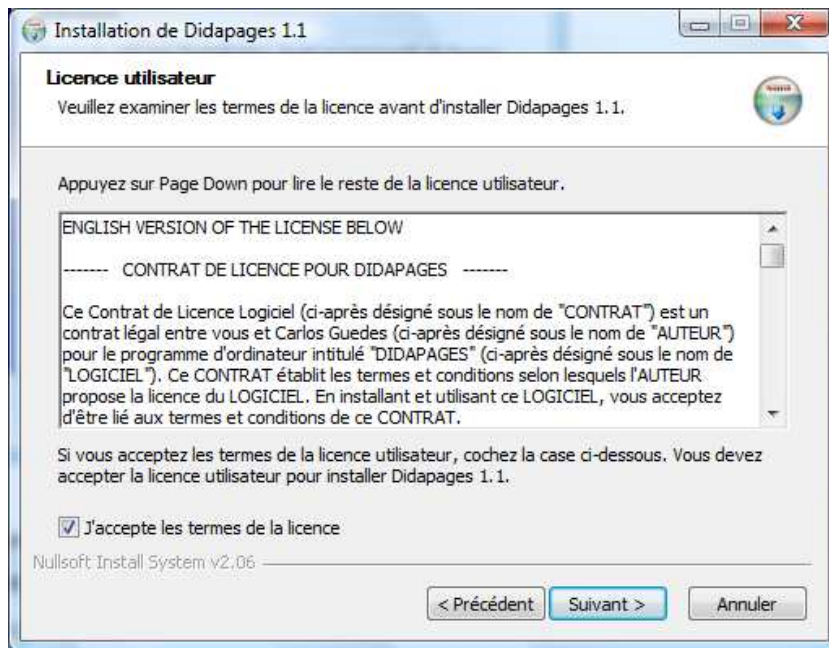 Installation de Didapages 1.1
Licence utilisateur
Veuillez examiner les termes de la licence avant d'installer Didapages 1.1.
Appuyez sur Page Down pour lire le reste de la licence utilisateur.
ENGLISH VERSION OF THE LICENSE BELOW
------- CONTRAT DE LICENCE POUR DIDAPAGES -------
Ce Contrat de Licence Logiciel (ci-après désigné sous le nom de "CONTRAT") est un
contrat légal entre vous et Carlos Guedes (ci-après désigné sous le nom de "AUTEUR")
pour le programme d'ordinateur intitulé "DIDAPAGES" (ci-après désigné sous le nom de
"LOGICIEL"). Ce CONTRAT établit les termes et conditions selon lesquels l'AUTEUR
propose la licence du LOGICIEL. En installant et utilisant ce LOGICIEL, vous acceptez
d'être lié aux termes et conditions de ce CONTRAT.
Si vous acceptez les termes de la licence utilisateur, cochez la case ci-dessous. Vous devez
accepter la licence utilisateur pour installer Didapages 1.1.
J'accepte les termes de la licence
Nullsoft Install System v2.06
< Précédent
Suivant >
Annuler